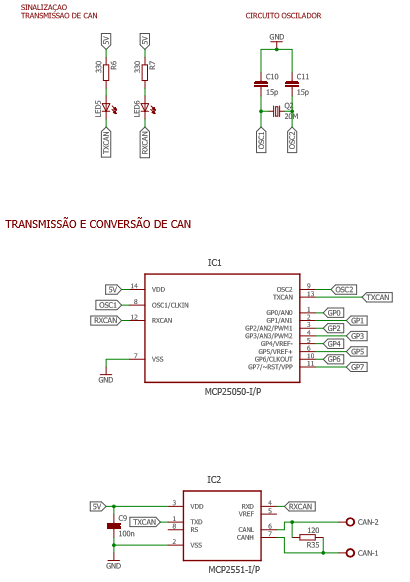 SINALIZAÇAO
TRANSMISSAO DE CAN
CIRCUITO OSCILADOR
5V
5V
GND
330
R6
330
R7
C10
15p
C11
15p
LED5
LED6
Q2
20M
TXCAN
RXCAN
OSC1
OSC2
TRANSMISSÃO E CONVERSÃO DE CAN
IC1
5V 14 VDD
OSC2 9 OSC2
TXCAN 13 TXCAN
OSC1 8 OSC1/CLKIN
RXCAN 12 RXCAN
GP0/AN0 1 GP0
GP1/AN1 2 GP1
GP2/AN2/PWM1 3 GP2
GP3/AN3/PWM2 4 GP3
GP4/VREF- 5 GP4
GP5/VREF+ 6 GP5
7 VSS
GP6/CLKOUT 10 GP6
GP7/~RST/VPP 11 GP7
GND
MCP25050-I/P
IC2
5V 3 VDD
RXD 4 RXCAN
VREF 5
C9
100n
TXCAN 1 TXD
8 RS
CANL 6
CANH 7
2 VSS
120
R35
CAN-2
CAN-1
GND
MCP2551-I/P